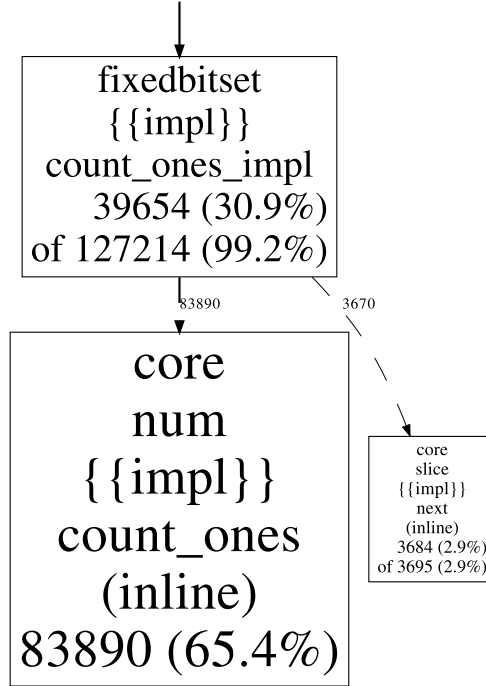 fixedbitset
{{impl}}
count_ones_impl
39654 (30.9%)
of 127214 (99.2%)
83890
3670
core
num
{{impl}}
count_ones
(inline)
83890 (65.4%)
core
slice
{{impl}}
next
(inline)
3684 (2.9%)
of 3695 (2.9%)